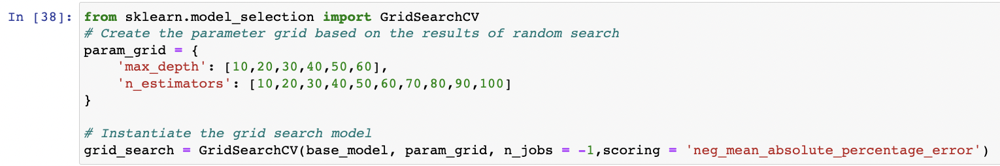 In [38]: from sklearn.model_selection import GridSearchCV
# Create the parameter grid based on the results of random search
param_grid = {
    'max_depth': [10,20,30,40,50,60],
    'n_estimators': [10,20,30,40,50,60,70,80,90,100]
}

# Instantiate the grid search model
grid_search = GridSearchCV(base_model, param_grid, n_jobs = -1,scoring = 'neg_mean_absolute_percentage_error')